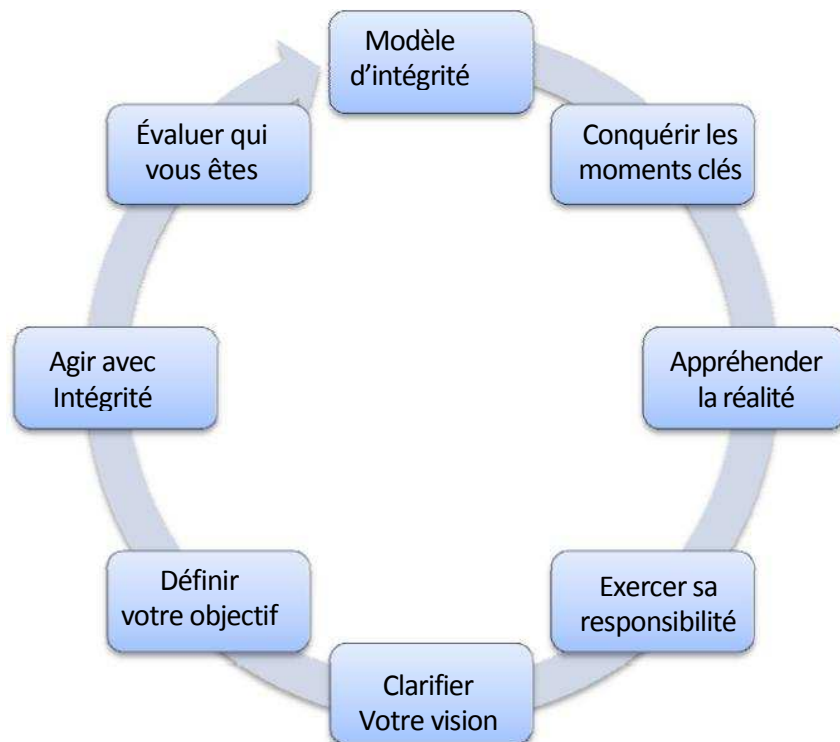 Modèle
d'intégrité
Conquérir les
moments clés
Appréhender
la réalité
Exercer sa
responsibilité
Clarifier
Votre vision
Définir
votre objectif
Agir avec
Intégrité
Évaluer qui
vous êtes